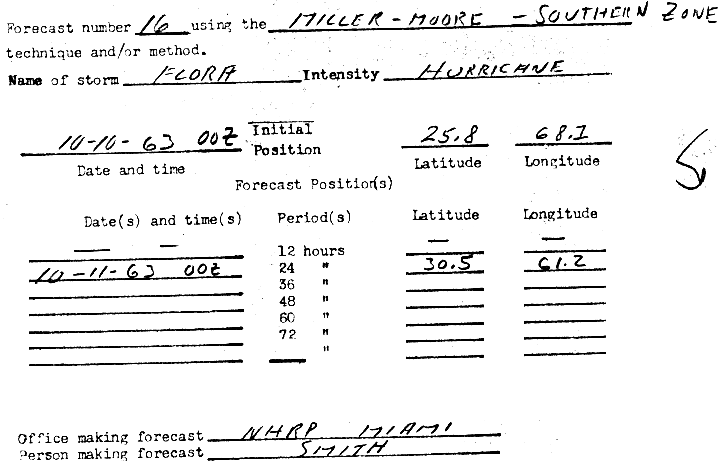 Forecast number 16 using the MILLER - MOORE - SOUTHERN ZONE
technique and/or method.
Name of storm FLORA Intensity HURRICANE
10-10-63 00Z Initial Position 25.8 68.1
Date and time Latitude Longitude
Forecast Position(s)
Date(s) and time(s) Period(s) Latitude Longitude
— — 12 hours — —
10-11-63 00Z 24 " 30.5 61.2
36 "
48 "
60 "
72 "
"
Office making forecast NHRP MIAMI
Person making forecast SMITH